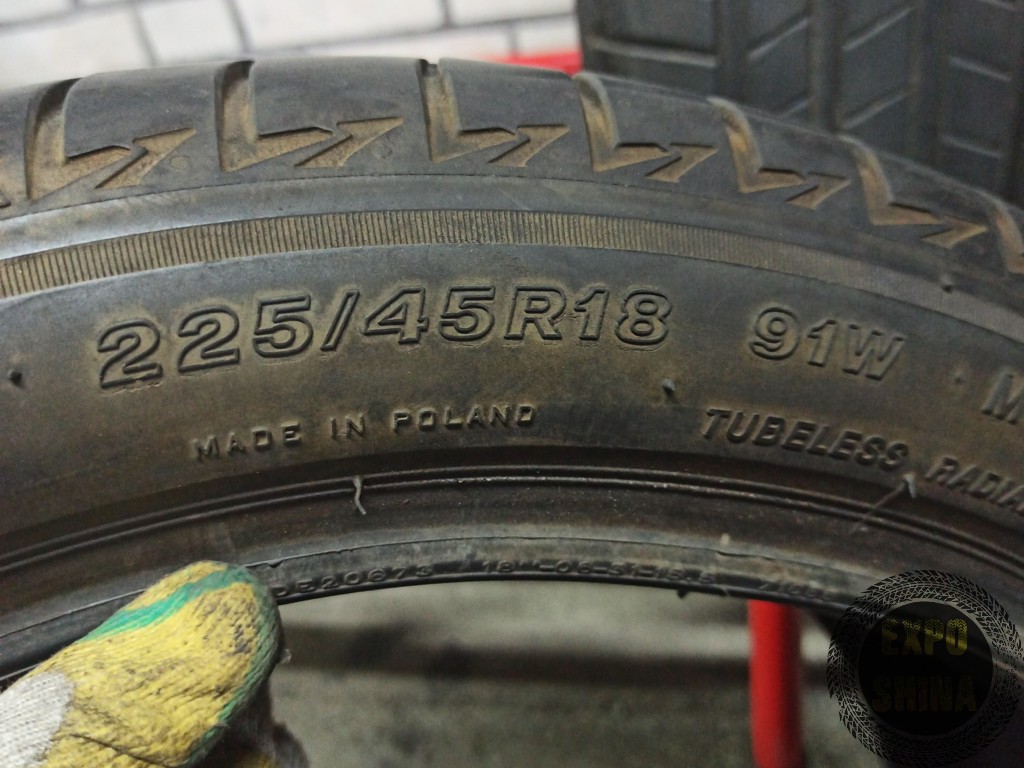 225/45R18 91W
MADE IN POLAND
TUBELESS
EXPO
SHINA